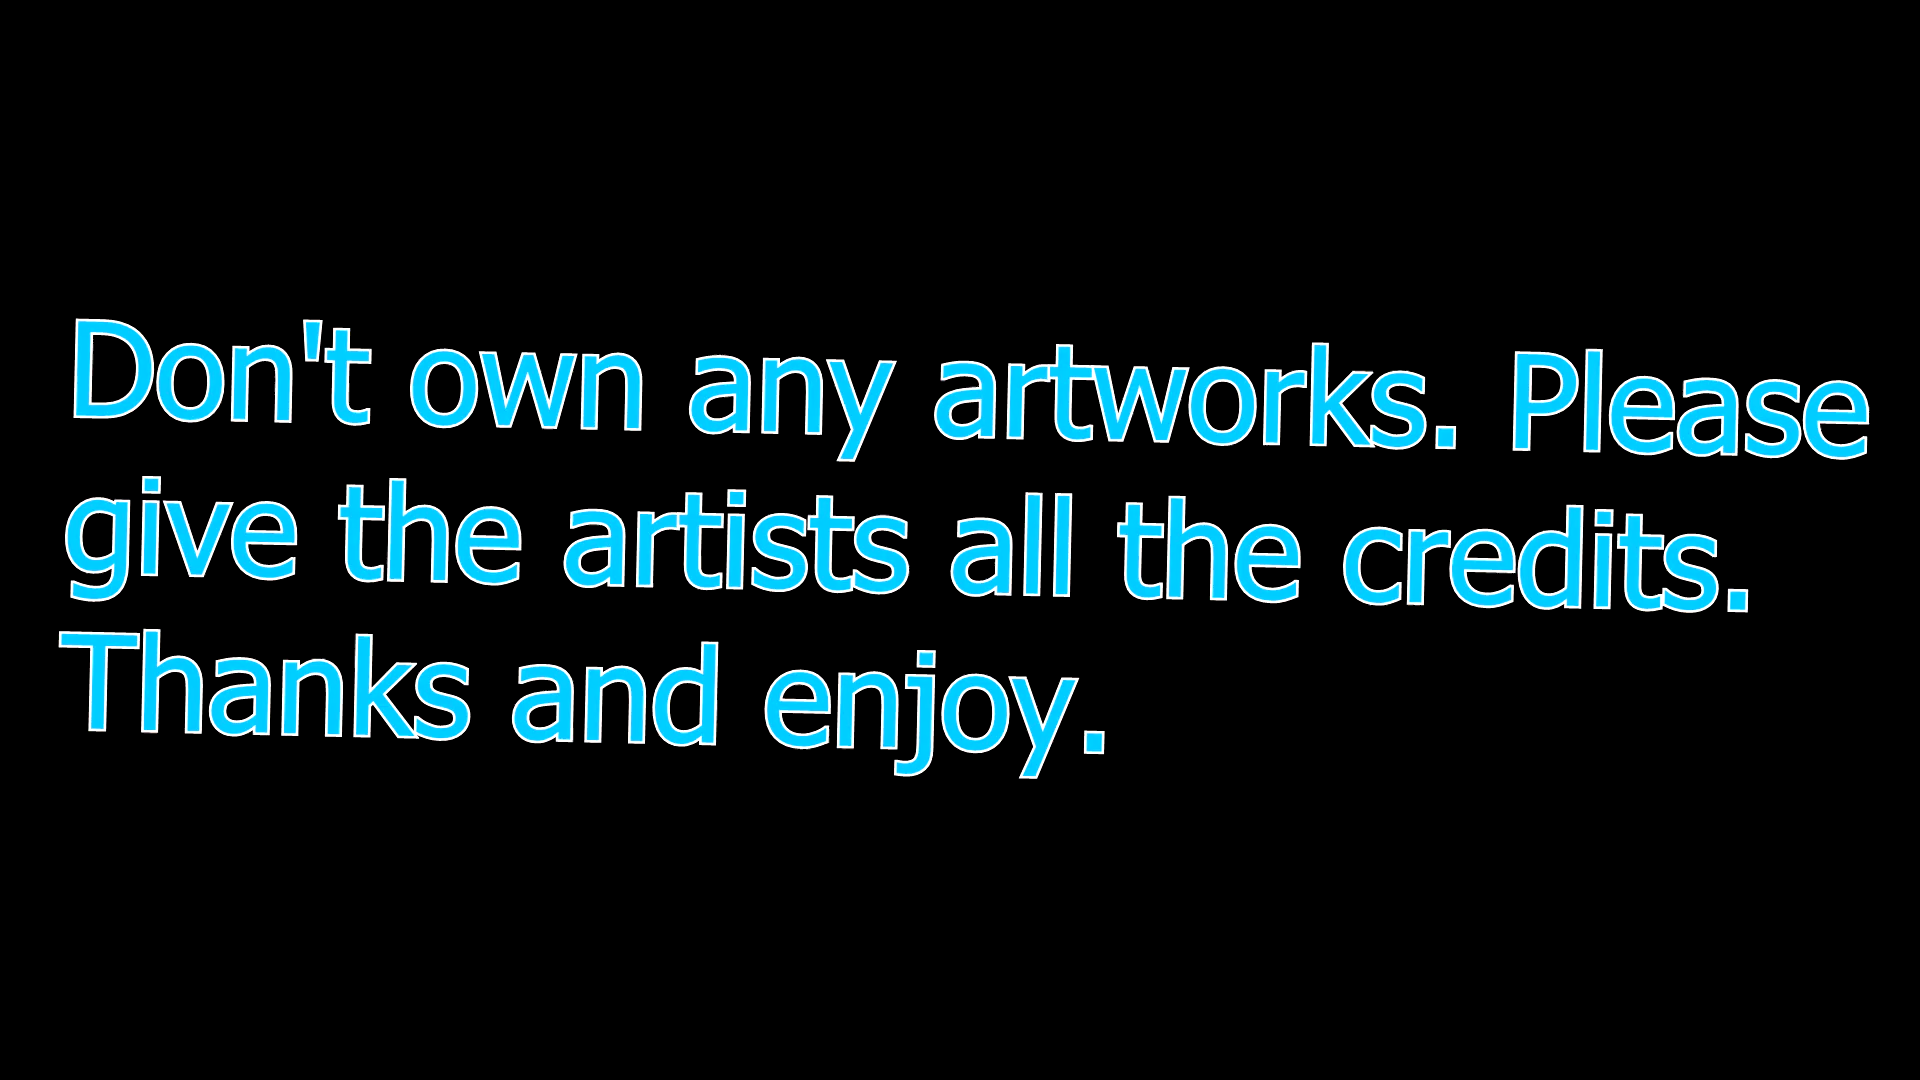 Don't own any artworks. Please
give the artists all the credits.
Thanks and enjoy.